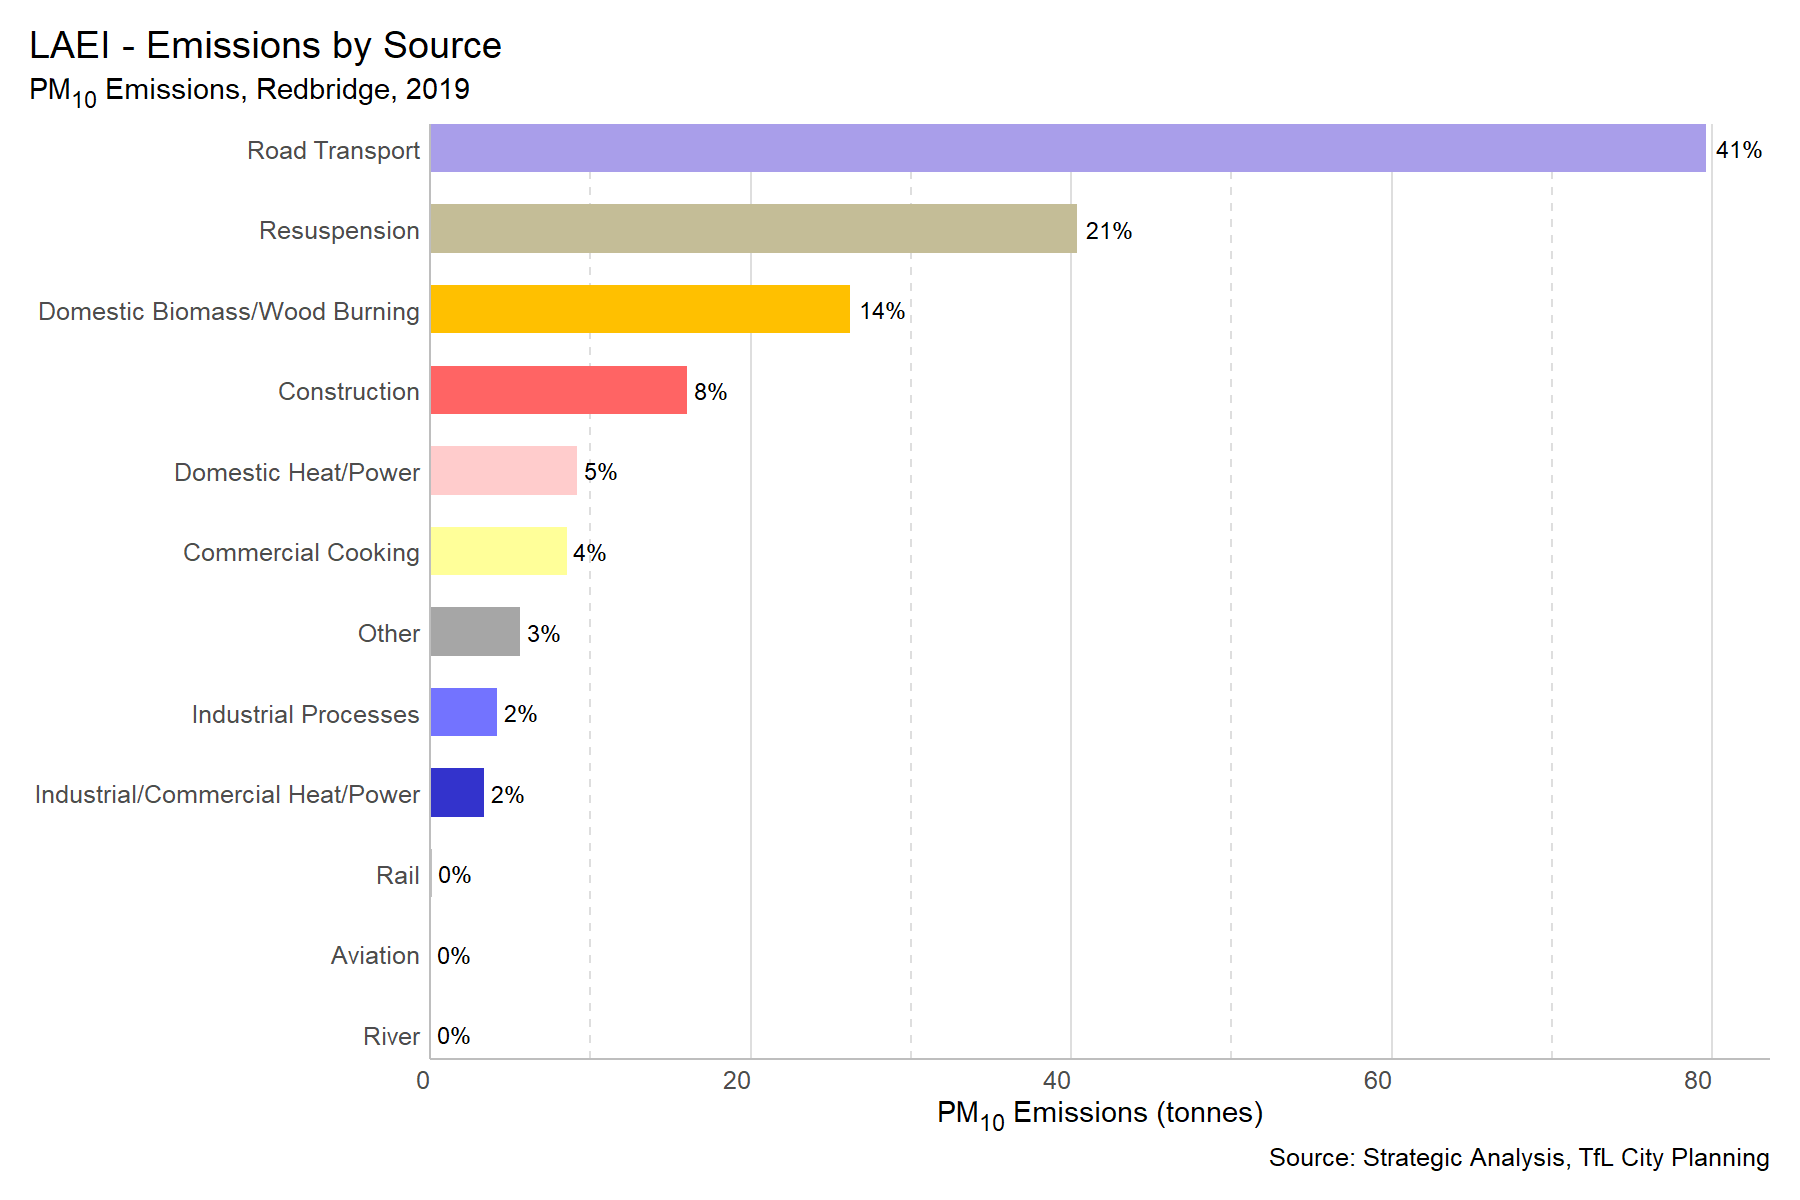 LAEI - Emissions by Source
PM10 Emissions, Redbridge, 2019
Road Transport 41%
Resuspension 21%
Domestic Biomass/Wood Burning 14%
Construction 8%
Domestic Heat/Power 5%
Commercial Cooking 4%
Other 3%
Industrial Processes 2%
Industrial/Commercial Heat/Power 2%
Rail 0%
Aviation 0%
River 0%
0 20 40 60 80
PM10 Emissions (tonnes)
Source: Strategic Analysis, TfL City Planning